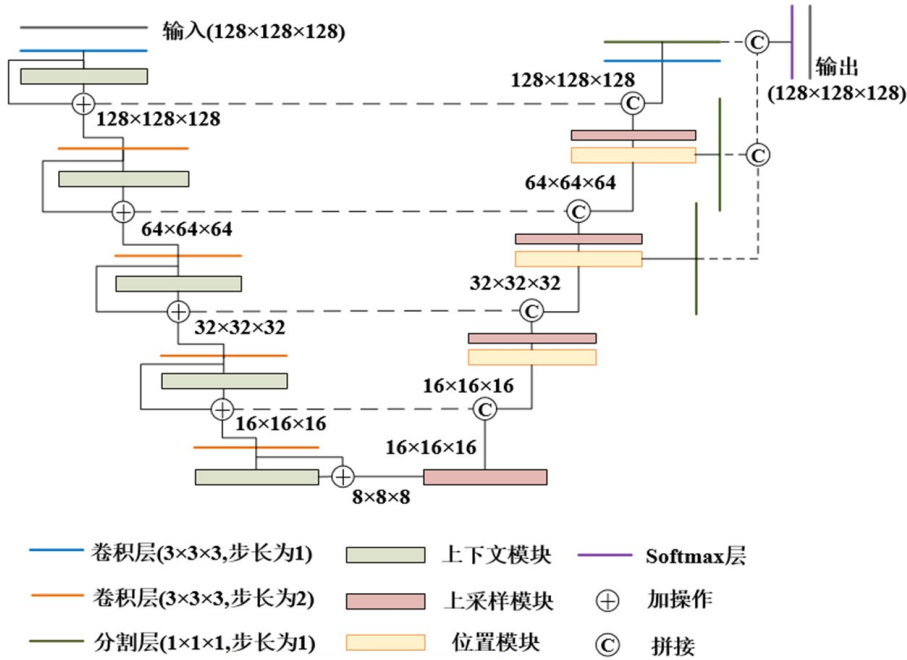 输入(128×128×128)
输出
(128×128×128)
128×128×128
128×128×128
64×64×64
64×64×64
32×32×32
32×32×32
16×16×16
16×16×16
16×16×16
8×8×8
C
C
C
C
C
C
卷积层(3×3×3,步长为1)
上下文模块
Softmax层
卷积层(3×3×3,步长为2)
上采样模块
加操作
分割层(1×1×1,步长为1)
位置模块
C 拼接